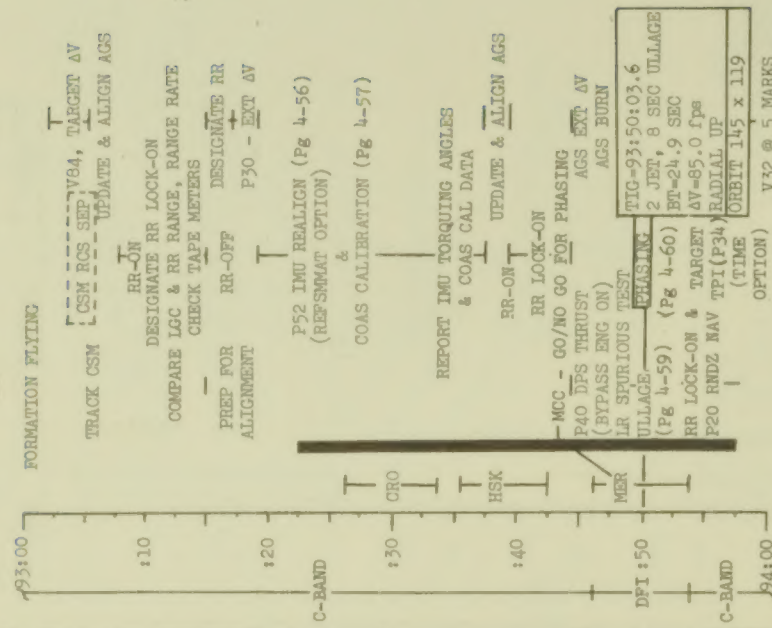 93:00
:10
:20
:30
:40
:50
94:00
C-BAND
DFI
C-BAND
CRO
HSK
MER
FORMATION FLYING
CSM RCS SEP
V84, TARGET ΔV
TRACK CSM
UPDATE & ALIGN AGS
RR-ON
DESIGNATE RR LOCK-ON
COMPARE LGC & RR RANGE, RANGE RATE
CHECK TAPE METERS
PREP FOR
ALIGNMENT
RR-OFF
DESIGNATE RR
P30 - EXT ΔV
P52 IMU REALIGN (Pg 4-56)
(REFSMMAT OPTION)
&
COAS CALIBRATION (Pg 4-57)
REPORT IMU TORQUING ANGLES
& COAS CAL DATA
RR-ON
UPDATE & ALIGN AGS
RR LOCK-ON
MCC - GO/NO GO FOR PHASING
P40 DPS THRUST
(BYPASS ENG ON)
AGS EXT ΔV
AGS BURN
LR SPURIOUS TEST
ULLAGE
PHASING
(Pg 4-59) (Pg 4-60)
TIG=93:50:03.6
2 JET, 8 SEC ULLAGE
BT=24.9 SEC
ΔV=85.0 fps
RADIAL UP
ORBIT 145 x 119
RR LOCK-ON & TARGET
P20 RNDZ NAV TPI(P34)
(TIME
OPTION)
V32 @ 5 MARKS